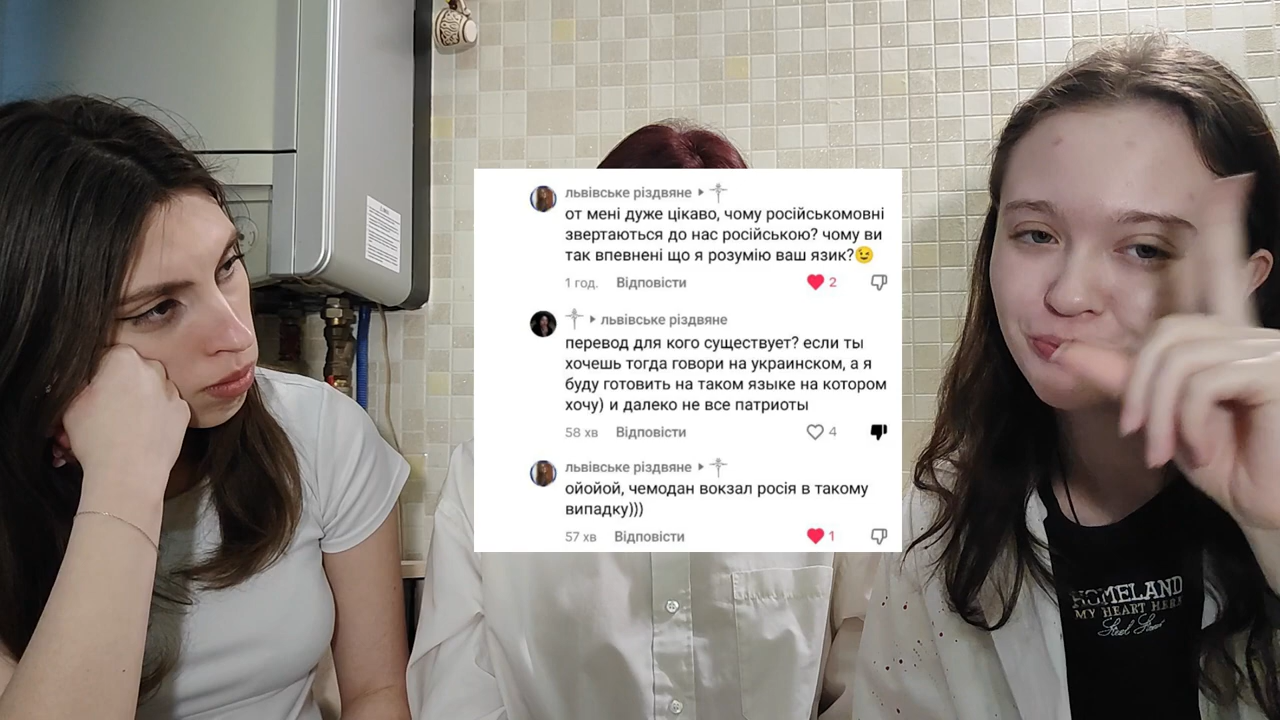 львівське різдвяне
от мені дуже цікаво, чому російськомовні
звертаються до нас російською? чому ви
так впевнені що я розумію ваш язик?😉
1 год. Відповісти 2
львівське різдвяне
перевод для кого существует? если ты
хочешь тогда говори на украинском, а я
буду готовить на таком языке на котором
хочу) и далеко не все патриоты
58 хв Відповісти 4
львівське різдвяне
ойойой, чемодан вокзал росія в такому
випадку)))
57 хв Відповісти 1
HOMELAND
MY HEART HERE